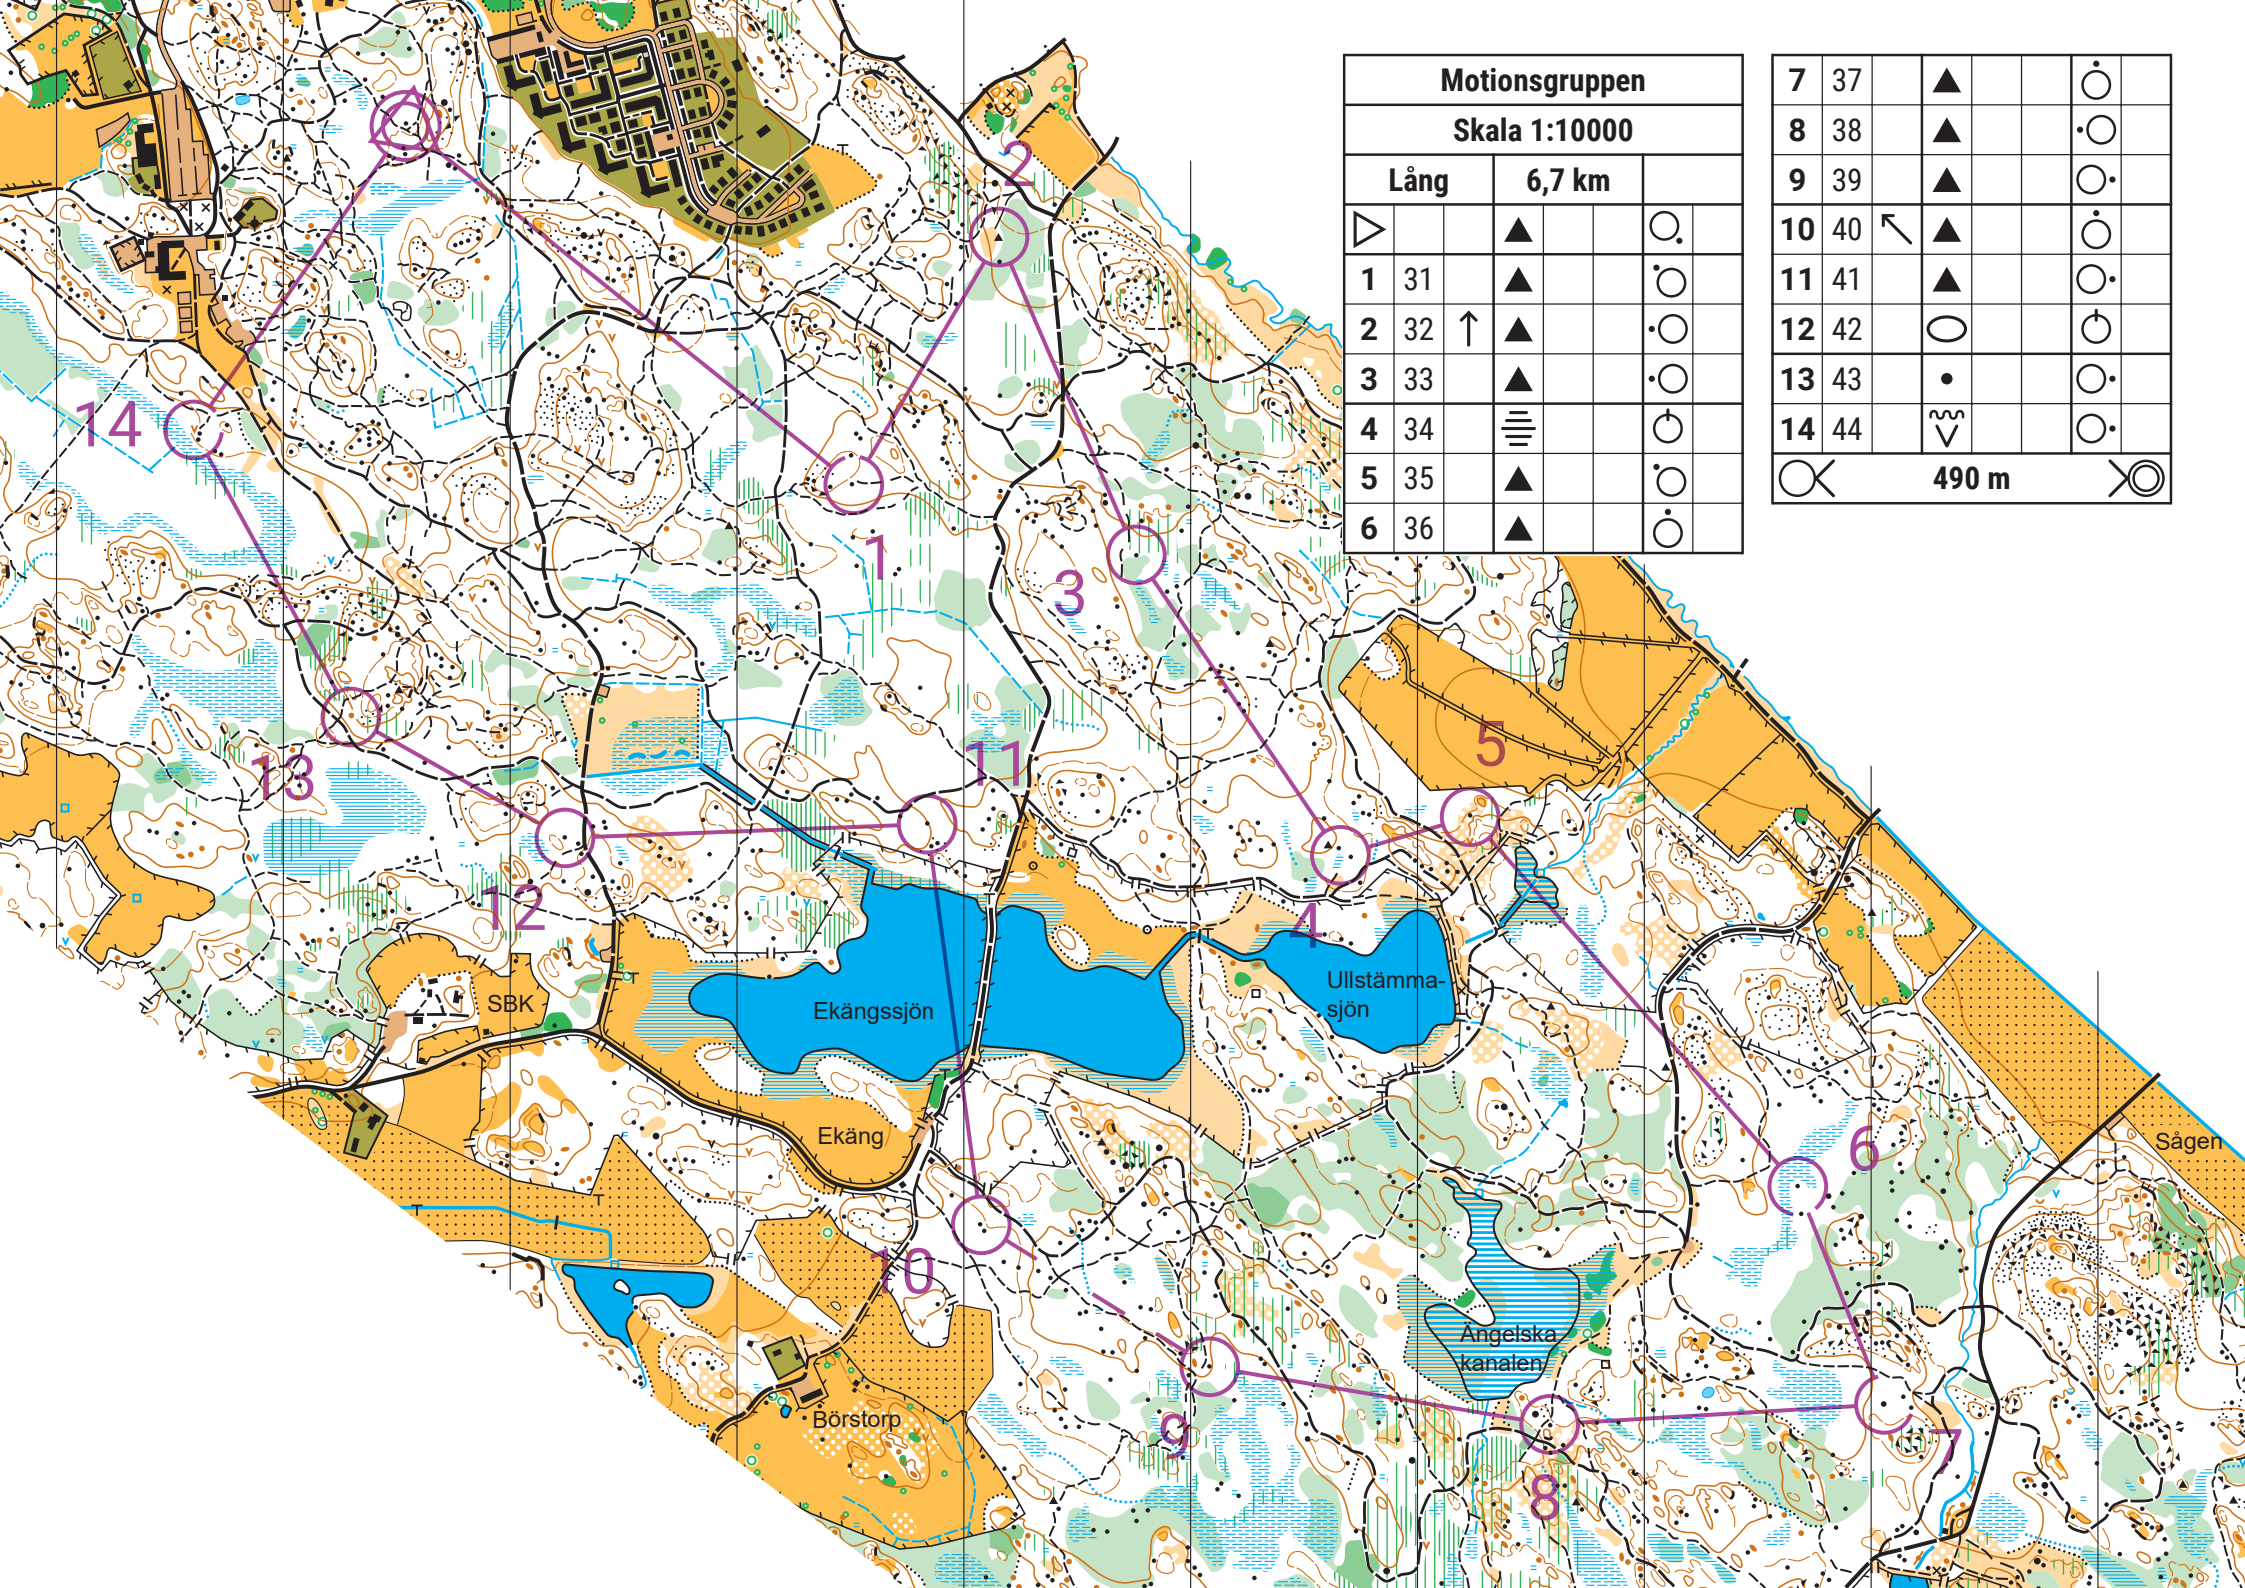 Motionsgruppen
Skala 1:10000
Lång 6,7 km
1 31
2 32
3 33
4 34
5 35
6 36
7 37
8 38
9 39
10 40
11 41
12 42
13 43
14 44
490 m
2
14
1
3
5
11
13
12
4
SBK
Ekängssjön
Ullstämma-
sjön
Ekäng
6
Sågen
10
Ängelska
kanalen
Börstorp
9
7
8